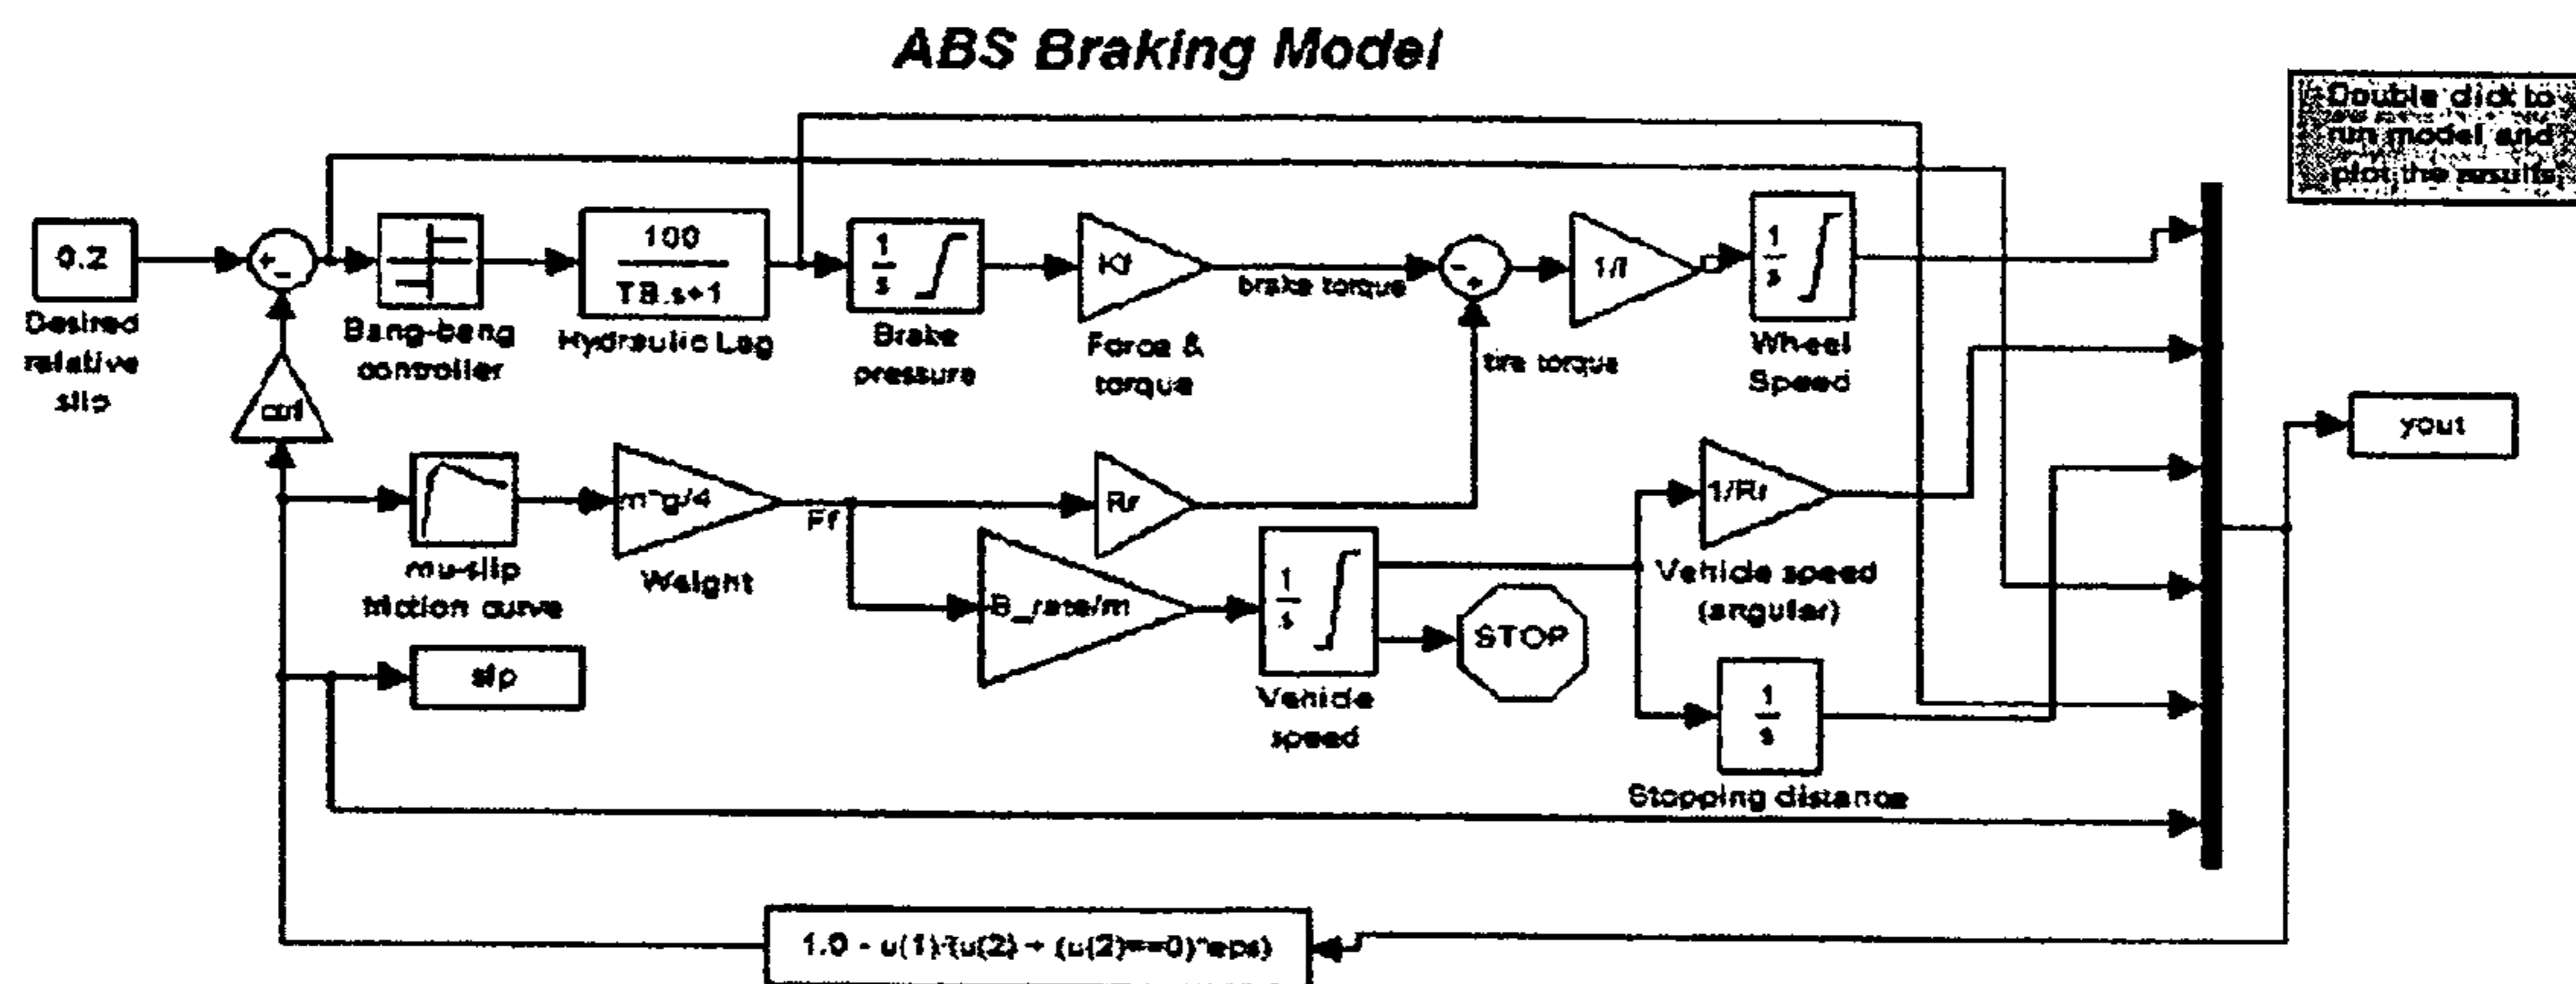 ABS Braking Model
Double click to
run model and
plot the results
0.2
Desired
relative
slip
+
-
Bang-bang
controller
100
TB.s+1
Hydraulic Lag
1
s
Brake
pressure
Kf
Force &
torque
brake torque
-
+
tire torque
1/I
1
s
Wheel
Speed
ctrl
mu-slip
friction curve
m*g/4
Weight
Ff
Rr
B_rate/m
1
s
Vehicle
speed
STOP
1/Rr
Vehicle speed
(angular)
1
s
Stopping distance
yout
slp
1.0 - u(1)/(u(2) + (u(2)==0)*eps)